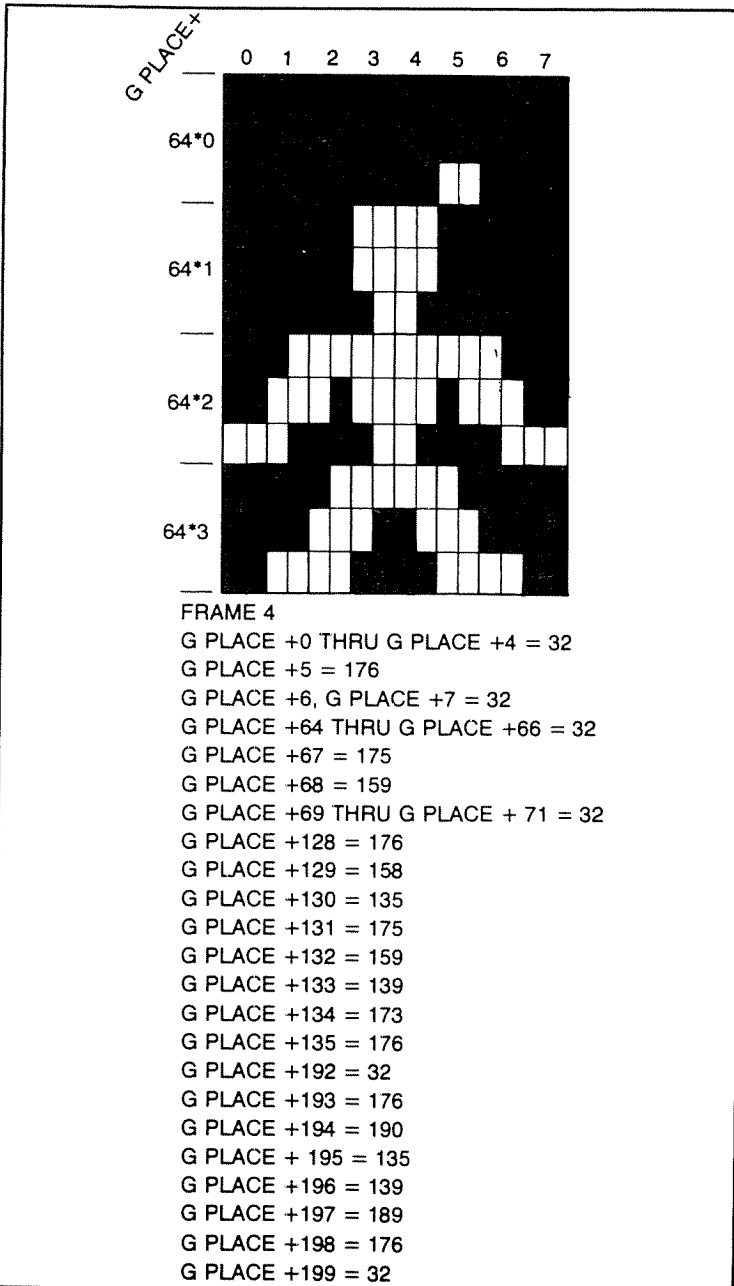 G PLACE+
0 1 2 3 4 5 6 7
64*0
64*1
64*2
64*3
FRAME 4
G PLACE +0 THRU G PLACE +4 = 32
G PLACE +5 = 176
G PLACE +6, G PLACE +7 = 32
G PLACE +64 THRU G PLACE +66 = 32
G PLACE +67 = 175
G PLACE +68 = 159
G PLACE +69 THRU G PLACE + 71 = 32
G PLACE +128 = 176
G PLACE +129 = 158
G PLACE +130 = 135
G PLACE +131 = 175
G PLACE +132 = 159
G PLACE +133 = 139
G PLACE +134 = 173
G PLACE +135 = 176
G PLACE +192 = 32
G PLACE +193 = 176
G PLACE +194 = 190
G PLACE + 195 = 135
G PLACE +196 = 139
G PLACE +197 = 189
G PLACE +198 = 176
G PLACE +199 = 32